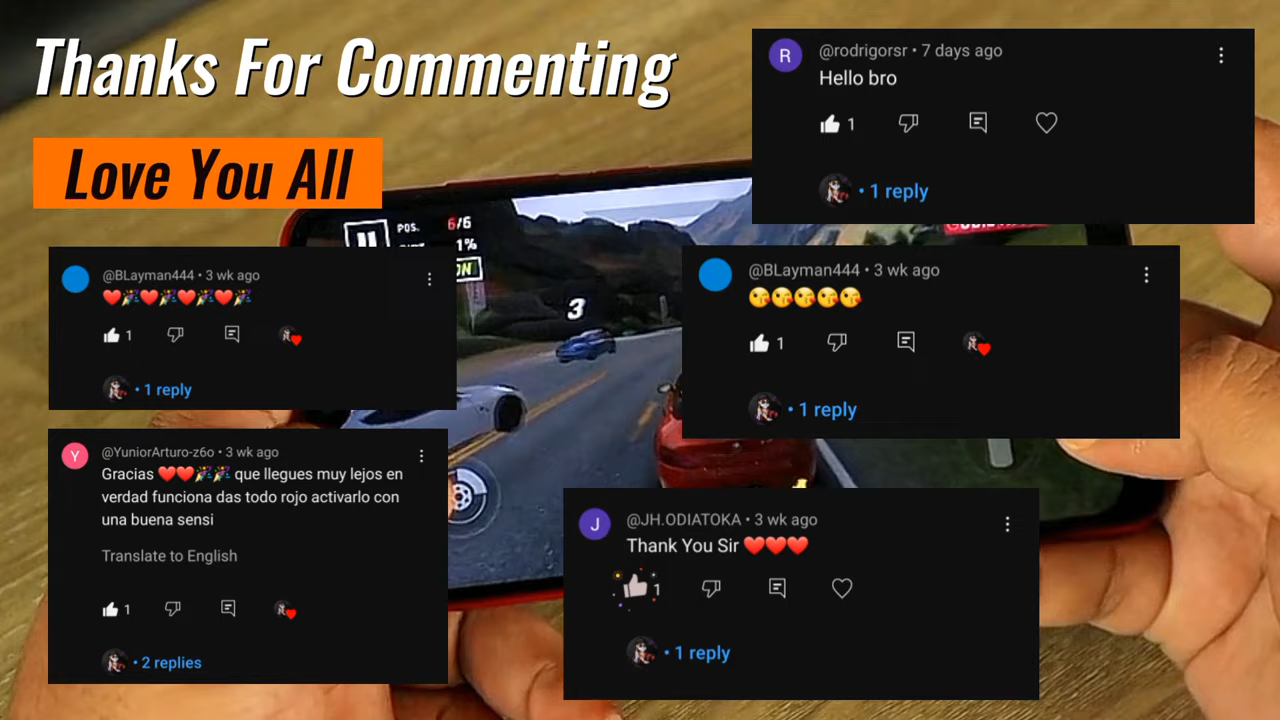 Thanks For Commenting
Love You All
@rodrigorsr • 7 days ago
Hello bro
1
• 1 reply
POS. 6/6
1%
ON
3
@BLayman444 • 3 wk ago
❤️🎉❤️🎉❤️🎉❤️🎉
1
• 1 reply
@BLayman444 • 3 wk ago
😘😘😘😘😘
1
• 1 reply
@YuniorArturo-z6o • 3 wk ago
Gracias ❤️❤️🎉🎉 que llegues muy lejos en
verdad funciona das todo rojo activarlo con
una buena sensi
Translate to English
1
• 2 replies
@JH.ODIATOKA • 3 wk ago
Thank You Sir ❤️❤️❤️
1
• 1 reply